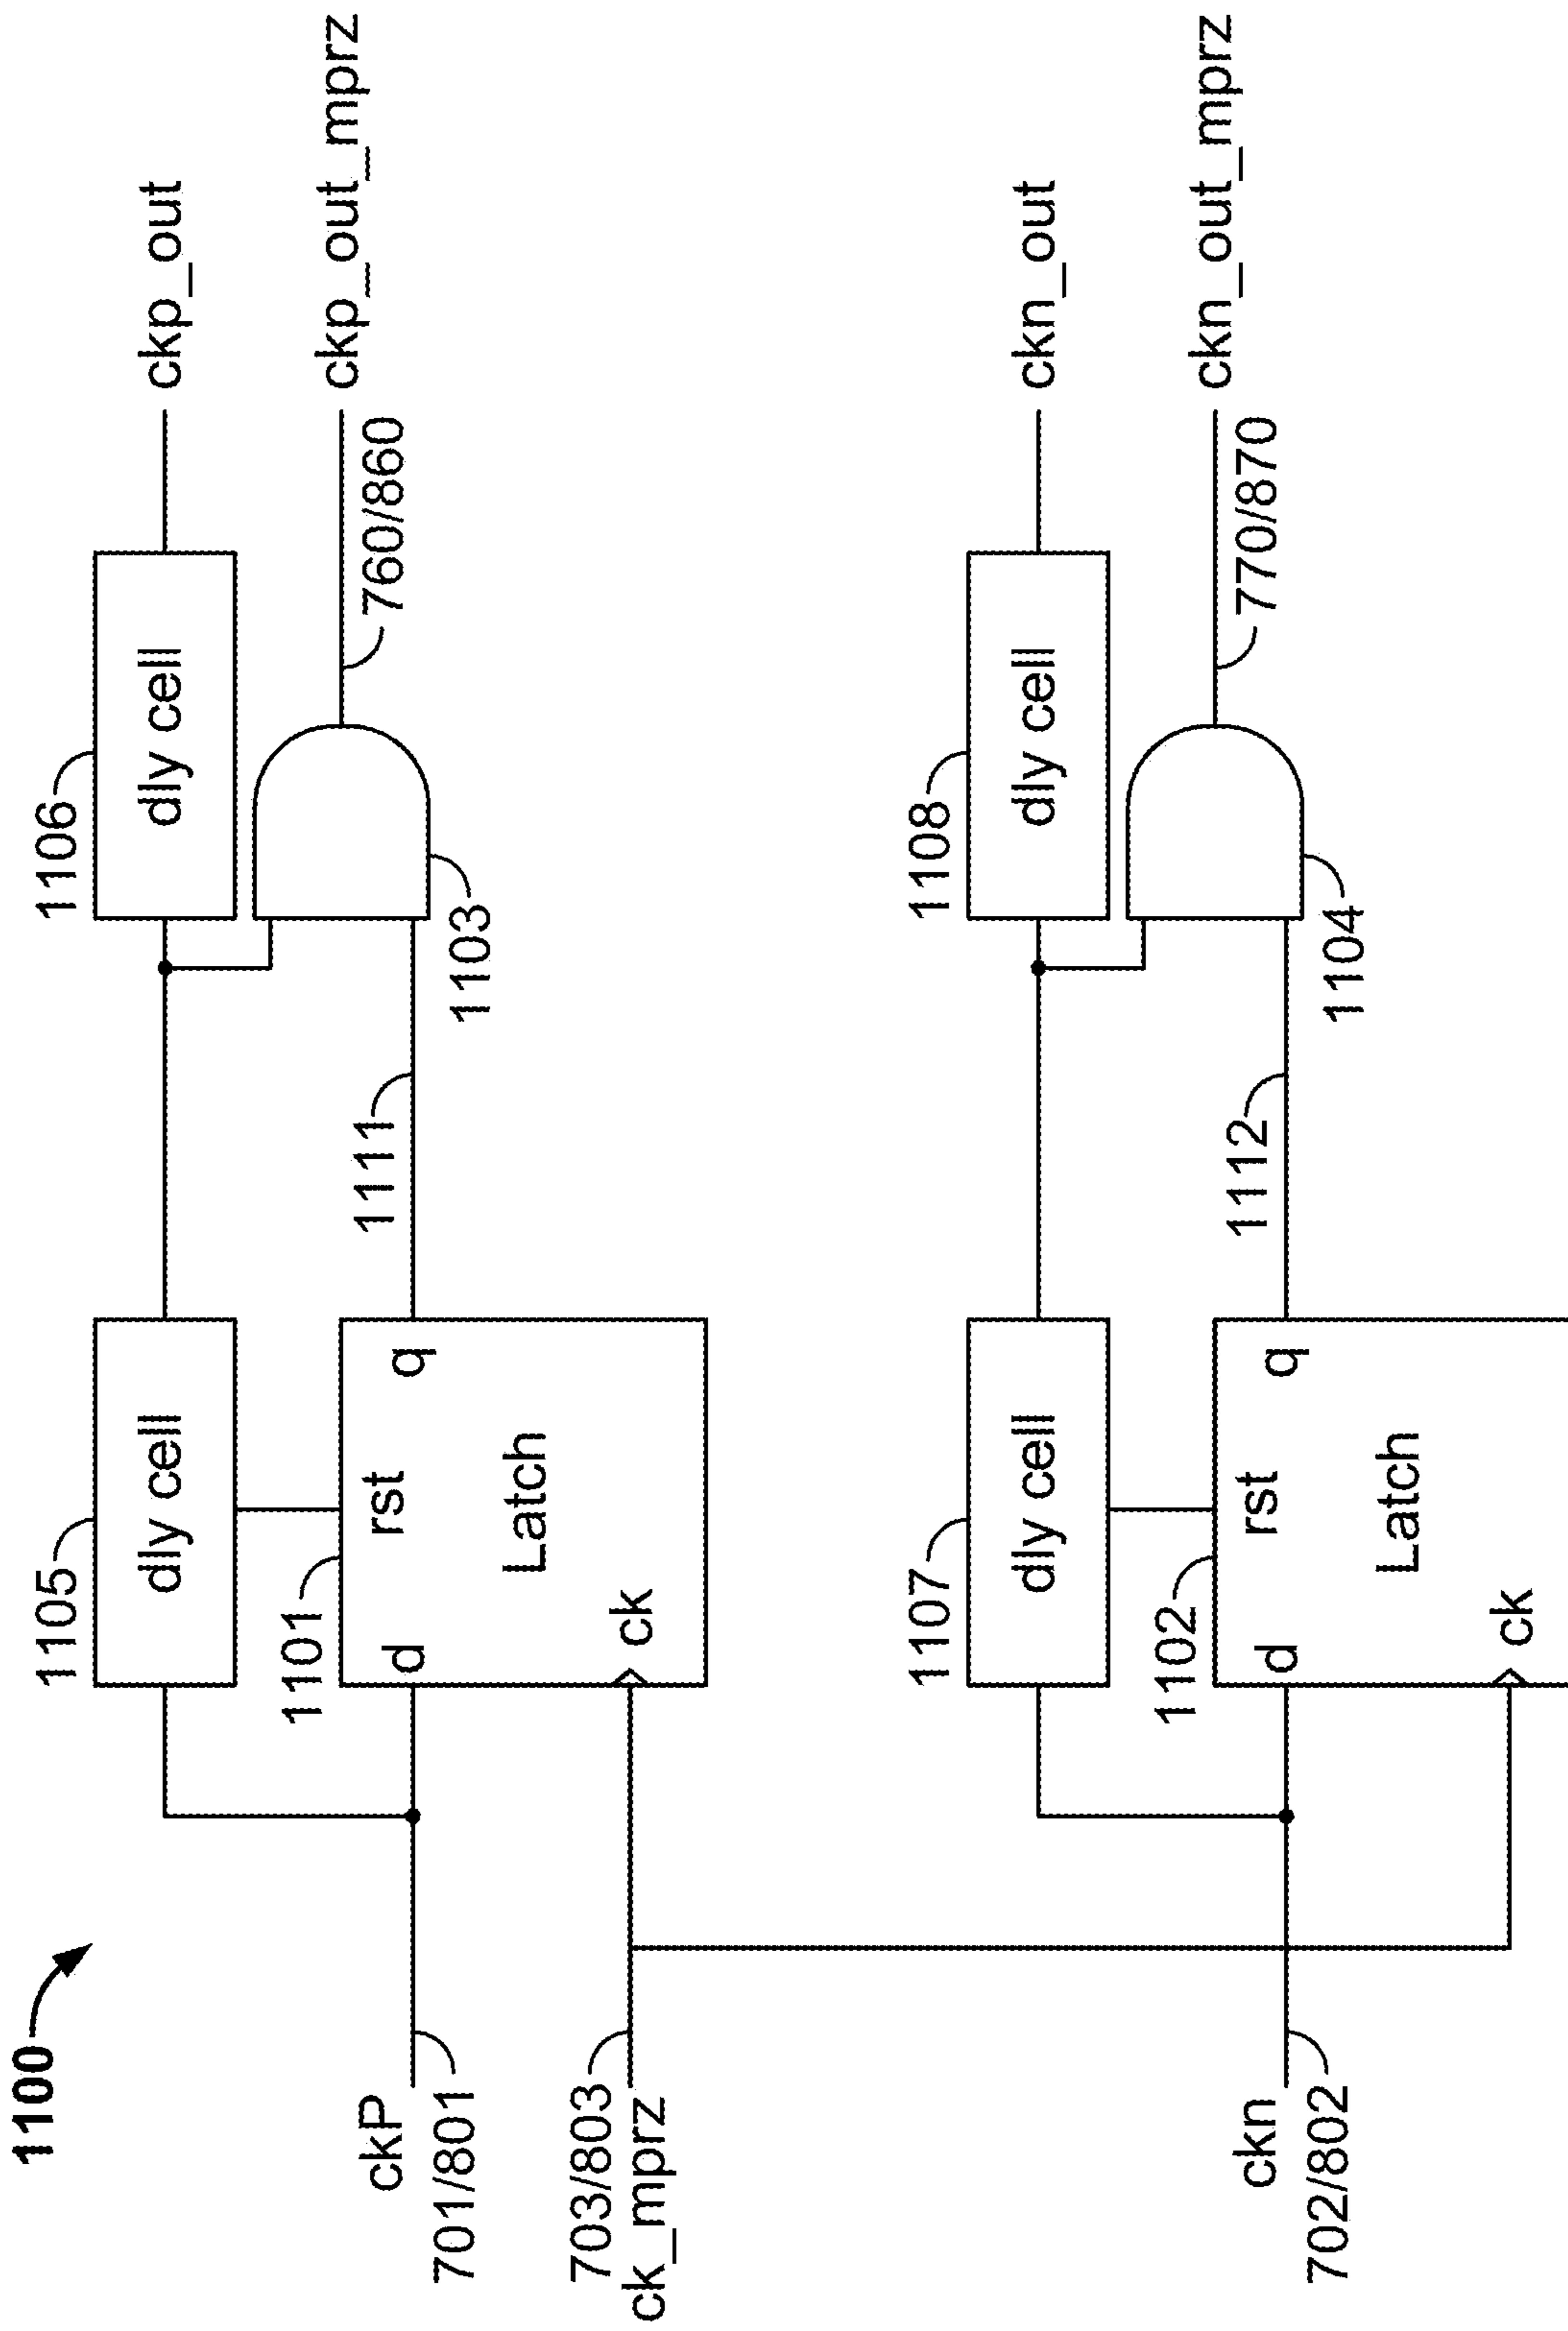 1100
1105
dly cell
1106
dly cell
ckp_out
ckP
701/801
1101
d
rst
q
Latch
ck
1111
1103
760/860
ckp_out_mprz
703/803
ck_mprz
1107
dly cell
1108
dly cell
ckn_out
ckn
702/802
1102
d
rst
q
Latch
ck
1112
1104
770/870
ckn_out_mprz